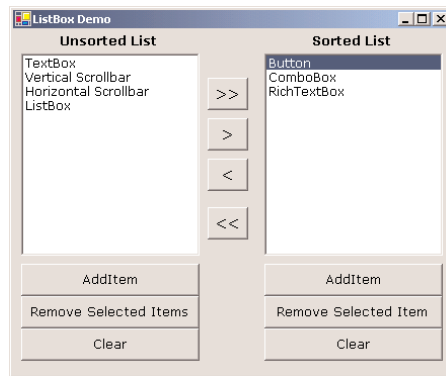 ListBox Demo
Unsorted List
TextBox
Vertical Scrollbar
Horizontal Scrollbar
ListBox
>>
>
<
<<
Sorted List
Button
ComboBox
RichTextBox
AddItem
Remove Selected Items
Clear
AddItem
Remove Selected Item
Clear